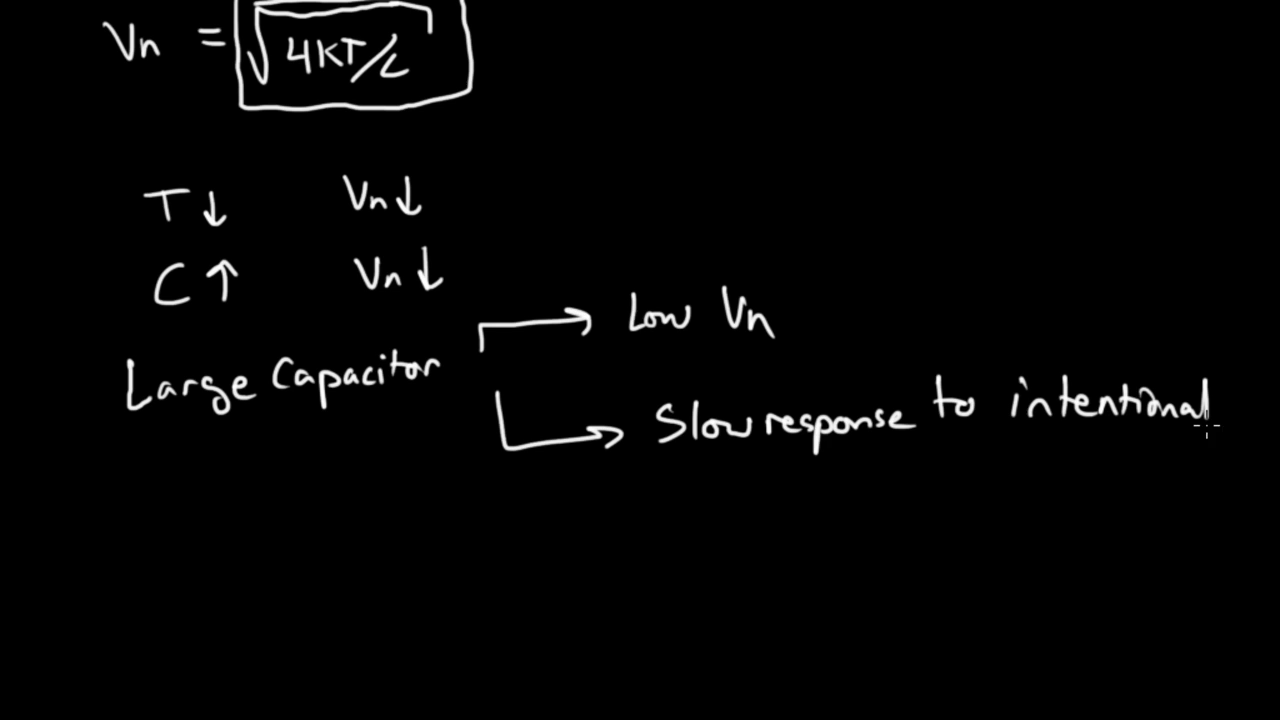 Vn = √4KT/C
T↓ Vn↓
C↑ Vn↓
Low Vn
Large Capacitor
Slow response to intentional